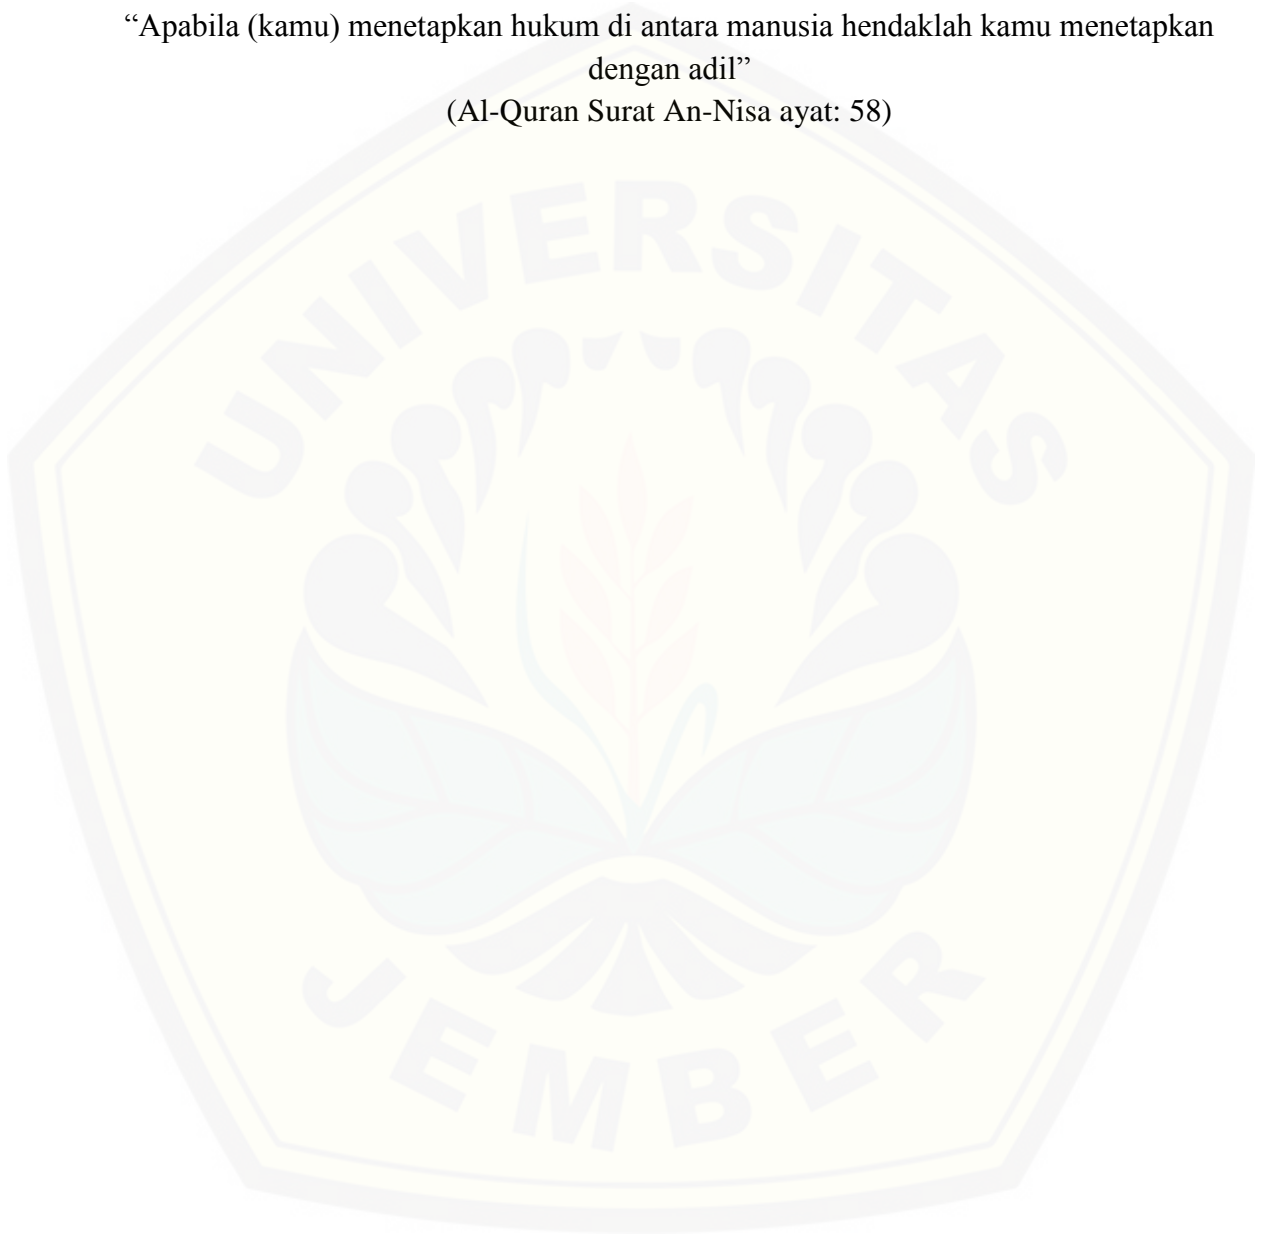 “Apabila (kamu) menetapkan hukum di antara manusia hendaklah kamu menetapkan
dengan adil”
(Al-Quran Surat An-Nisa ayat: 58)
UNIVERSITAS
JEMBER